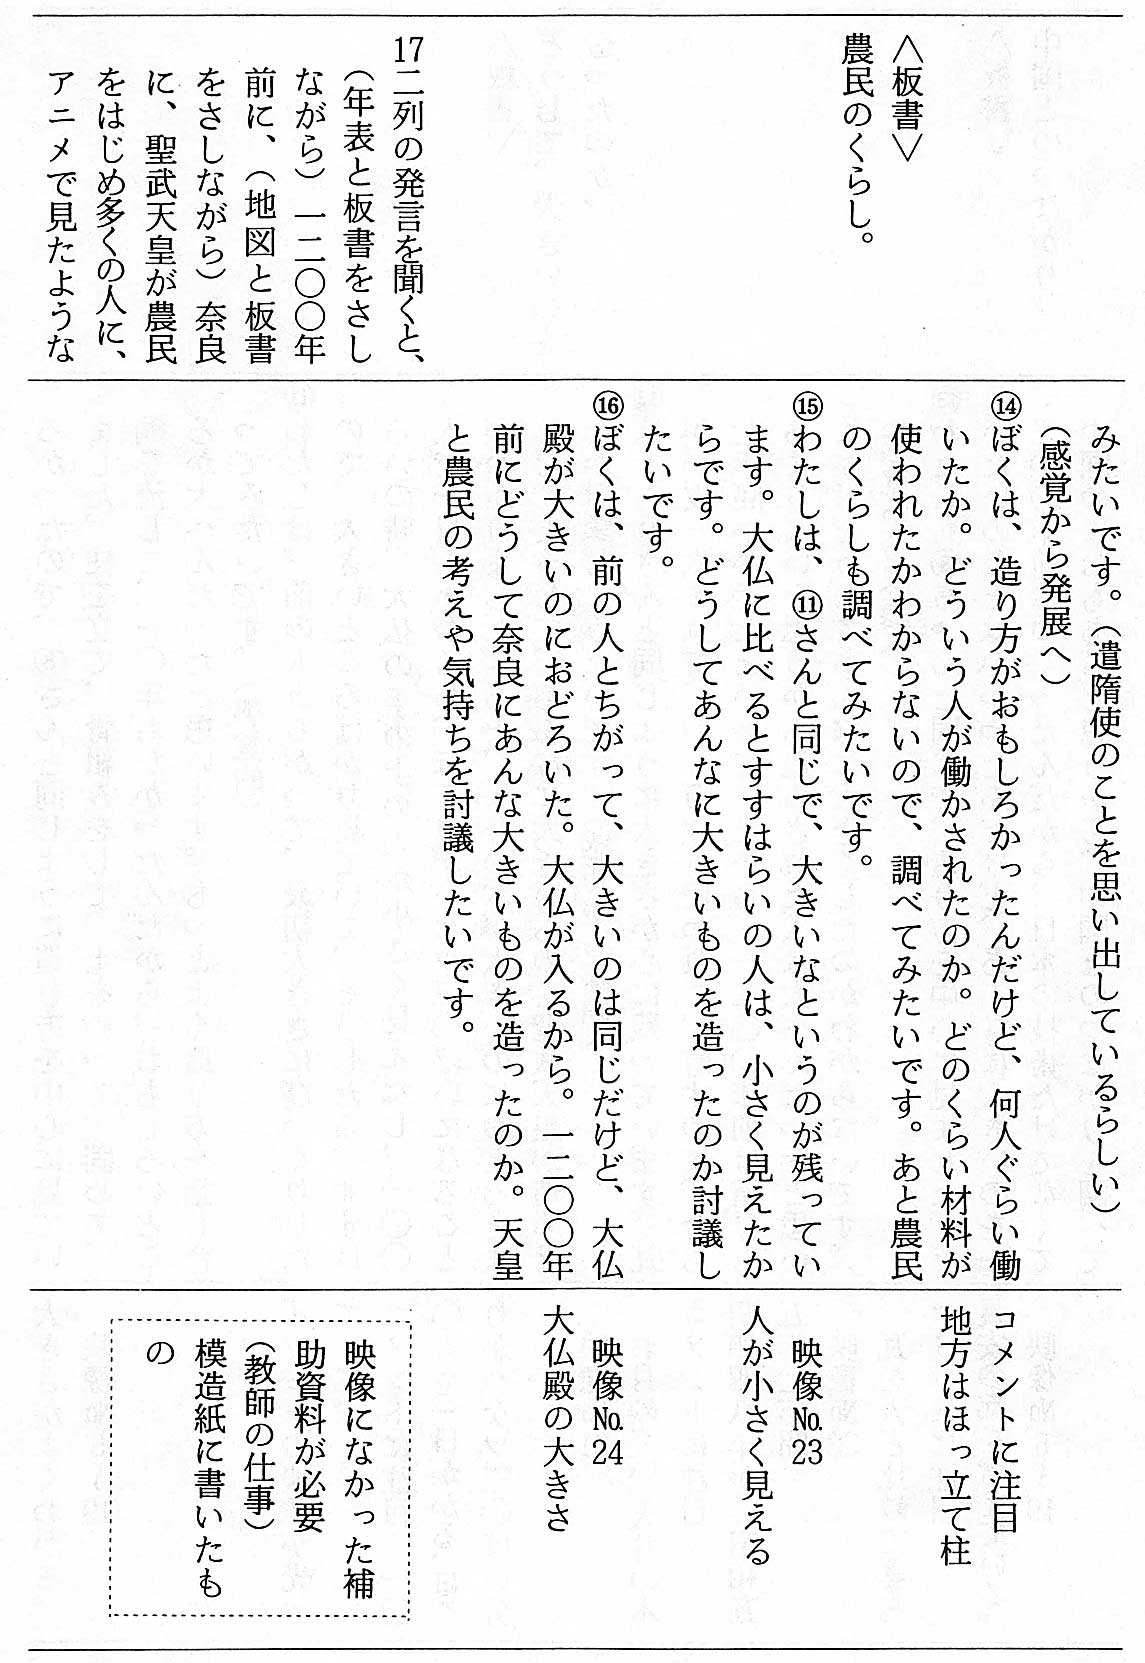 〈板書〉
農民のくらし。
17二列の発言を聞くと、
（年表と板書をさし
ながら）一二〇〇年
前に、（地図と板書
をさしながら）奈良
に、聖武天皇が農民
をはじめ多くの人に、
アニメで見たような
みたいです。（遣隋使のことを思い出しているらしい）
（感覚から発展へ）
⑭ぼくは、造り方がおもしろかったんだけど、何人ぐらい働
いたか。どういう人が働かされたのか。どのくらい材料が
使われたかわからないので、調べてみたいです。あと農民
のくらしも調べてみたいです。
⑮わたしは、⑪さんと同じで、大きいなというのが残ってい
ます。大仏に比べるとすすはらいの人は、小さく見えたか
らです。どうしてあんなに大きいものを造ったのか討議し
たいです。
⑯ぼくは、前の人とちがって、大きいのは同じだけど、大仏
殿が大きいのにおどろいた。大仏が入るから。一二〇〇年
前にどうして奈良にあんな大きいものを造ったのか。天皇
と農民の考えや気持ちを討議したいです。
コメントに注目
地方はほっ立て柱
映像№23
人が小さく見える
映像№24
大仏殿の大きさ
映像になかった補
助資料が必要
（教師の仕事）
模造紙に書いたも
の